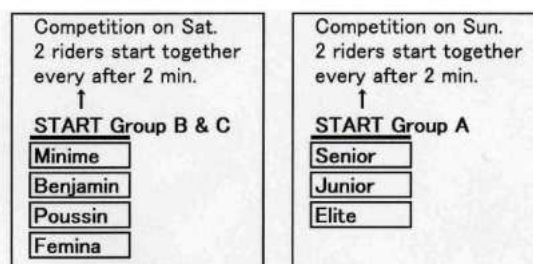 Competition on Sat.
2 riders start together
every after 2 min.
↑
START Group B & C
Minime
Benjamin
Poussin
Femina
Competition on Sun.
2 riders start together
every after 2 min.
↑
START Group A
Senior
Junior
Elite